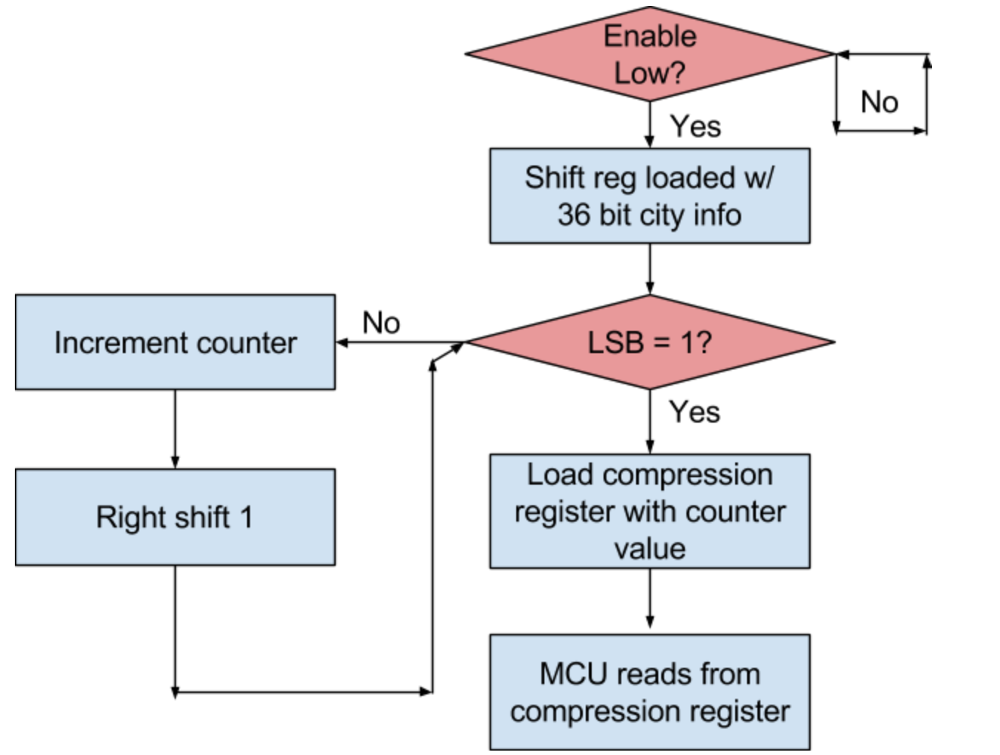 Enable
Low?
No
Yes
Shift reg loaded w/
36 bit city info
No
LSB = 1?
Increment counter
Yes
Load compression
register with counter
value
Right shift 1
MCU reads from
compression register